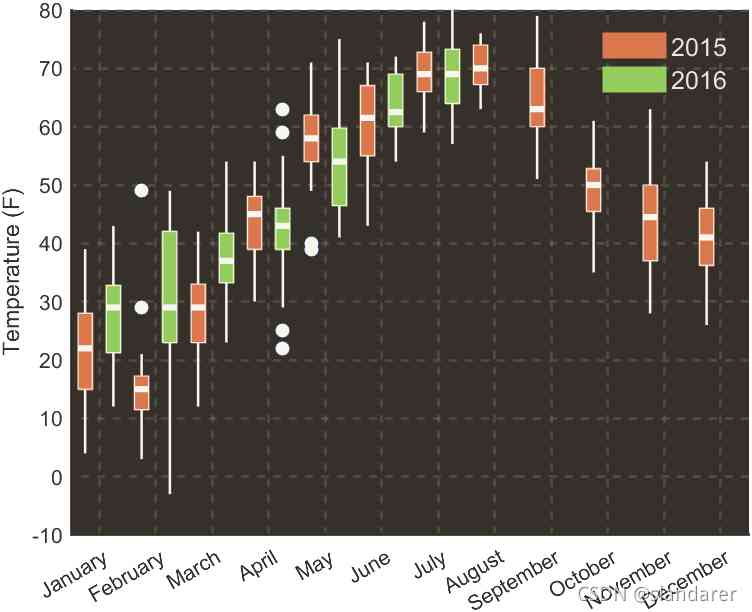 80
70
60
50
40
30
20
10
0
-10
Temperature (F)
2015
2016
January
February
March
April
May
June
July
August
September
October
November
December
CSDN @slandarer